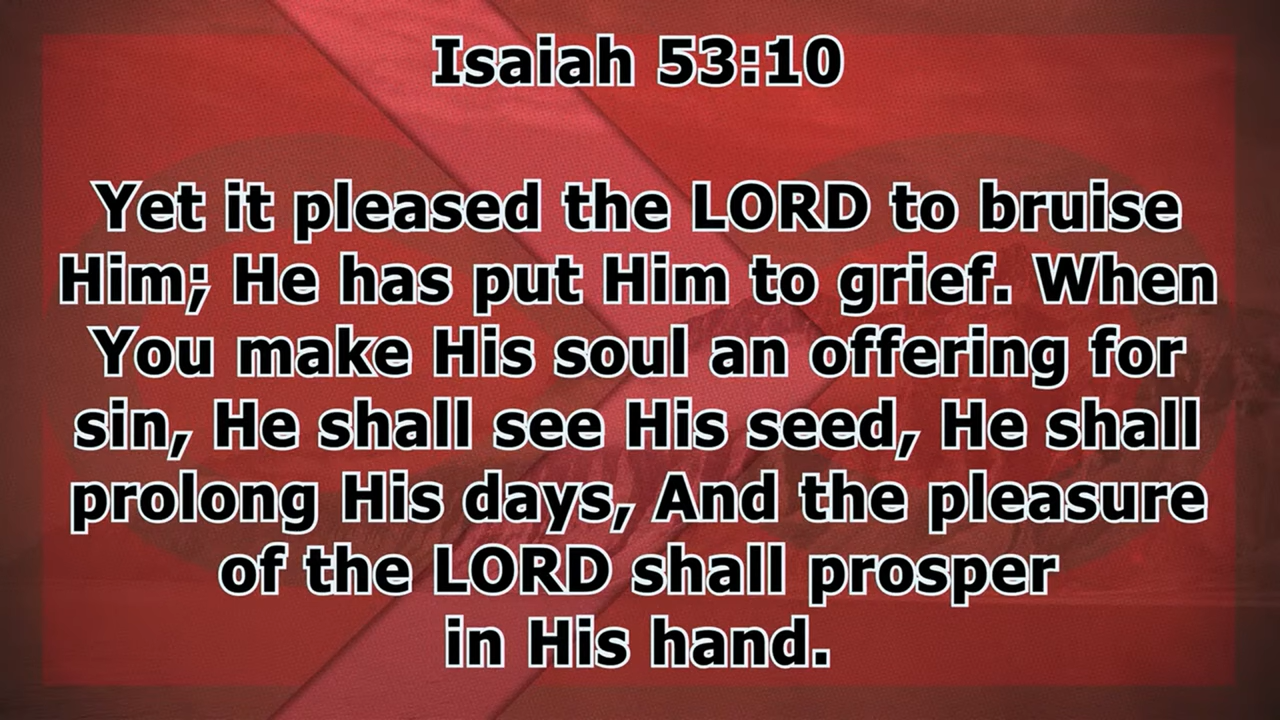 Isaiah 53:10
Yet it pleased the LORD to bruise
Him; He has put Him to grief. When
You make His soul an offering for
sin, He shall see His seed, He shall
prolong His days, And the pleasure
of the LORD shall prosper
in His hand.